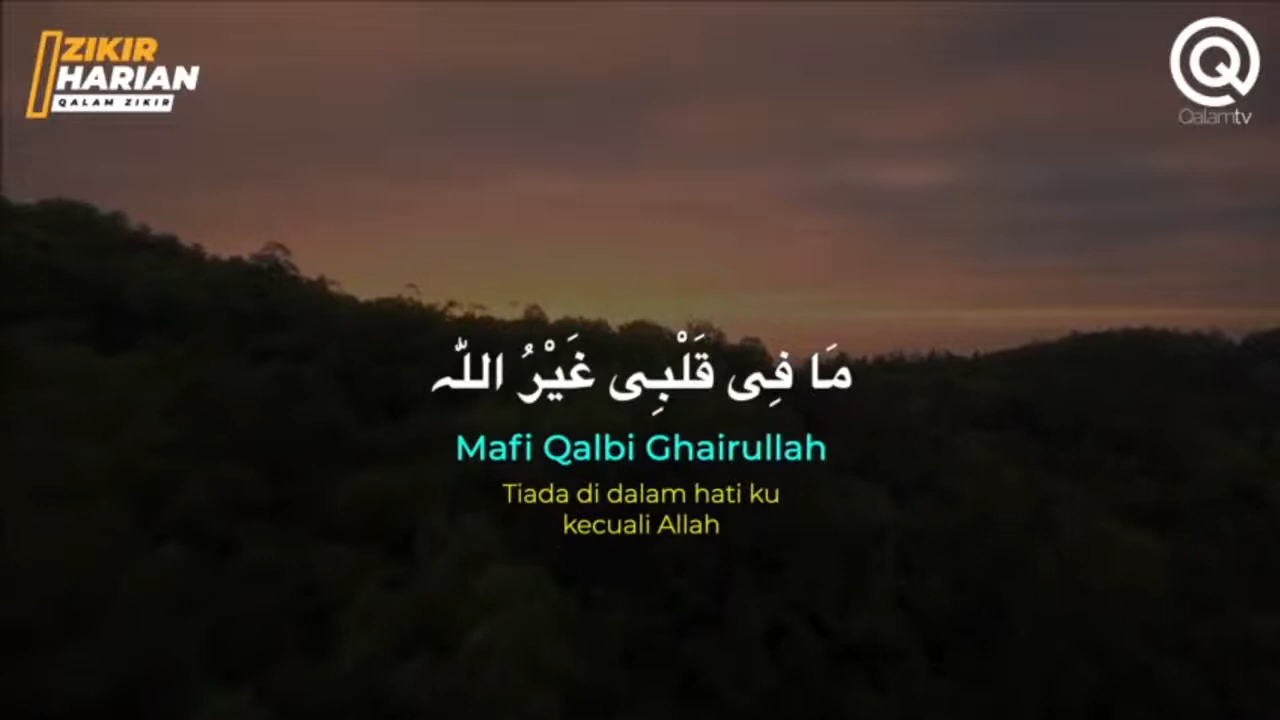 ZIKIR
HARIAN
QALAM ZIKIR
Qalamtv
مَا فِى قَلْبِى غَيْرُ اللّٰه
Mafi Qalbi Ghairullah
Tiada di dalam hati ku
kecuali Allah